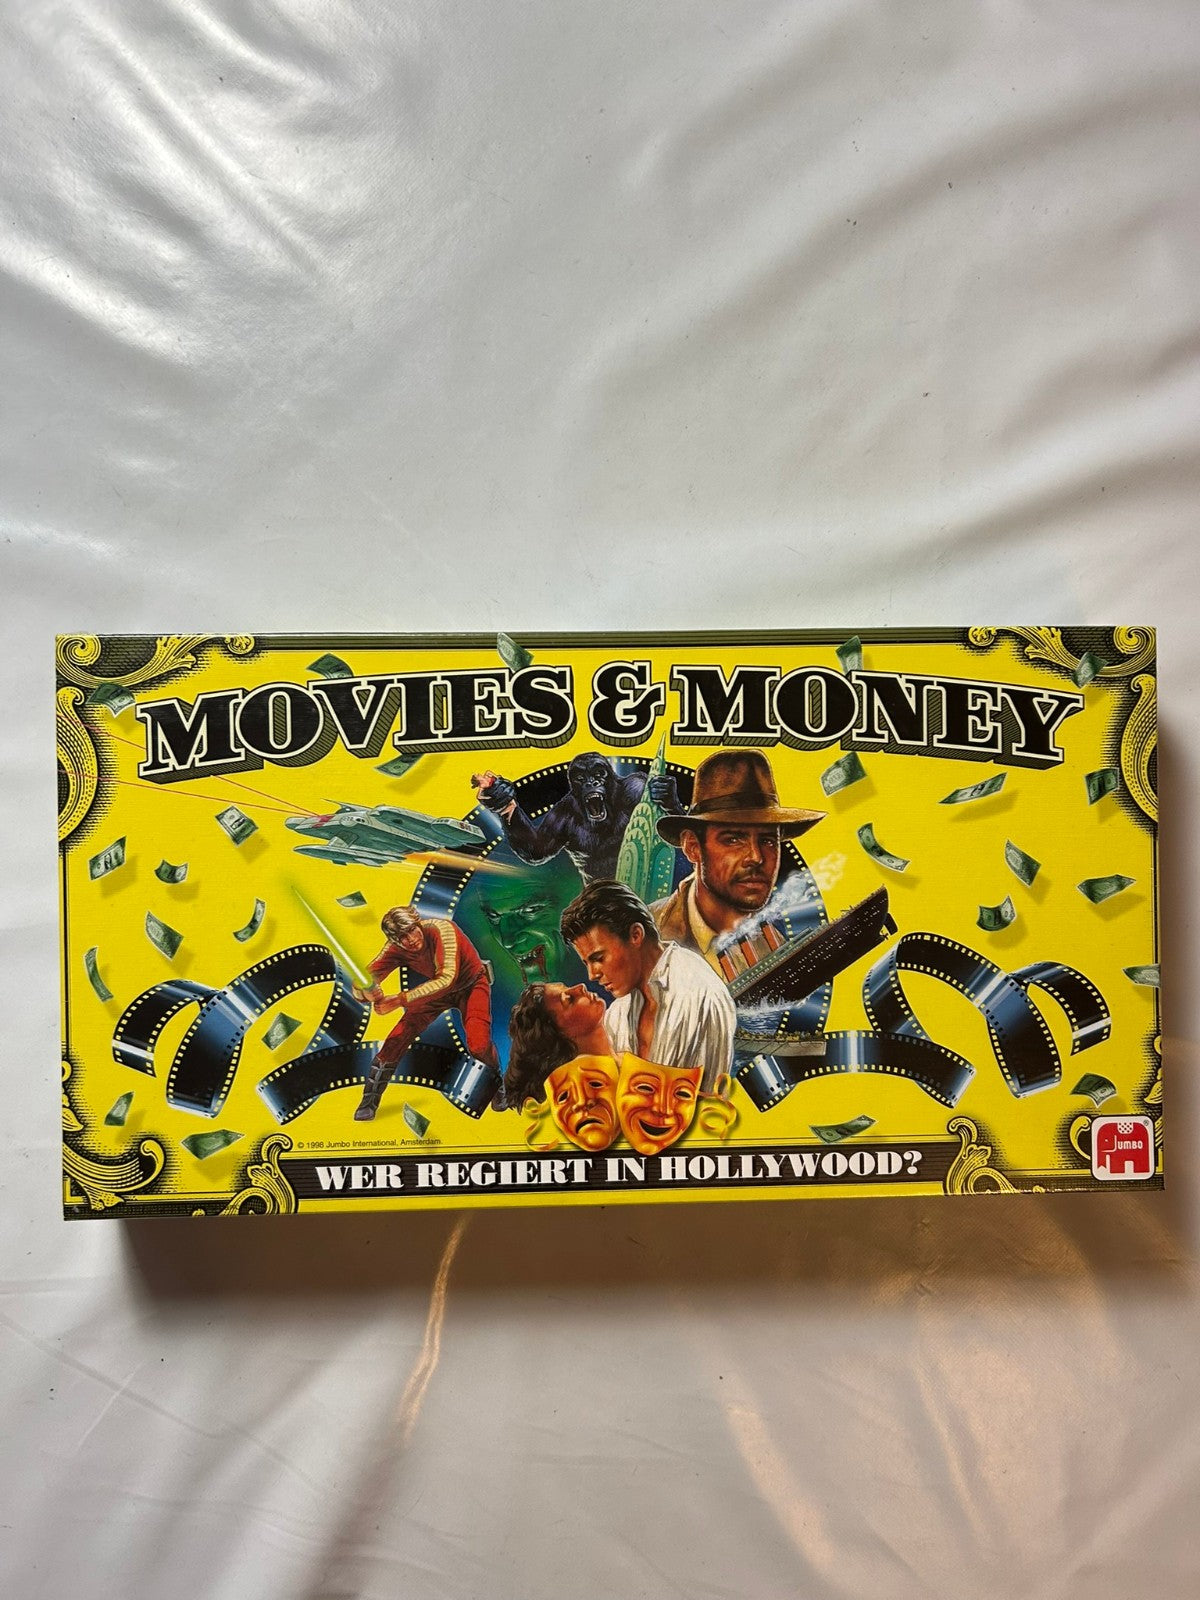 MOVIES & MONEY
© 1998 Jumbo International, Amsterdam.
WER REGIERT IN HOLLYWOOD?
JUMBO